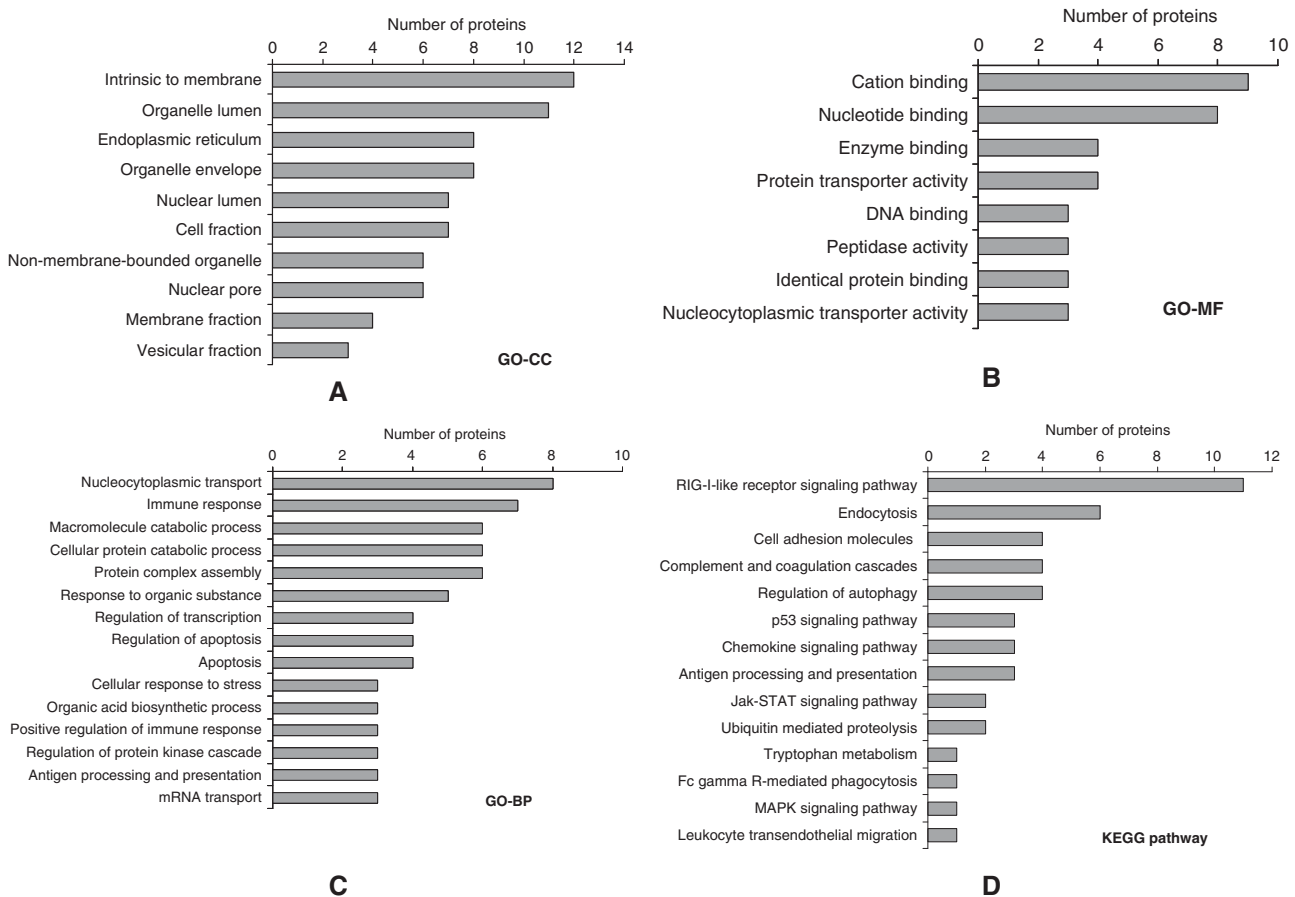 Number of proteins
0 2 4 6 8 10 12 14
Intrinsic to membrane
Organelle lumen
Endoplasmic reticulum
Organelle envelope
Nuclear lumen
Cell fraction
Non-membrane-bounded organelle
Nuclear pore
Membrane fraction
Vesicular fraction
GO-CC
A
Number of proteins
0 2 4 6 8 10
Cation binding
Nucleotide binding
Enzyme binding
Protein transporter activity
DNA binding
Peptidase activity
Identical protein binding
Nucleocytoplasmic transporter activity
GO-MF
B
Number of proteins
0 2 4 6 8 10
Nucleocytoplasmic transport
Immune response
Macromolecule catabolic process
Cellular protein catabolic process
Protein complex assembly
Response to organic substance
Regulation of transcription
Regulation of apoptosis
Apoptosis
Cellular response to stress
Organic acid biosynthetic process
Positive regulation of immune response
Regulation of protein kinase cascade
Antigen processing and presentation
mRNA transport
GO-BP
C
Number of proteins
0 2 4 6 8 10 12
RIG-I-like receptor signaling pathway
Endocytosis
Cell adhesion molecules
Complement and coagulation cascades
Regulation of autophagy
p53 signaling pathway
Chemokine signaling pathway
Antigen processing and presentation
Jak-STAT signaling pathway
Ubiquitin mediated proteolysis
Tryptophan metabolism
Fc gamma R-mediated phagocytosis
MAPK signaling pathway
Leukocyte transendothelial migration
KEGG pathway
D